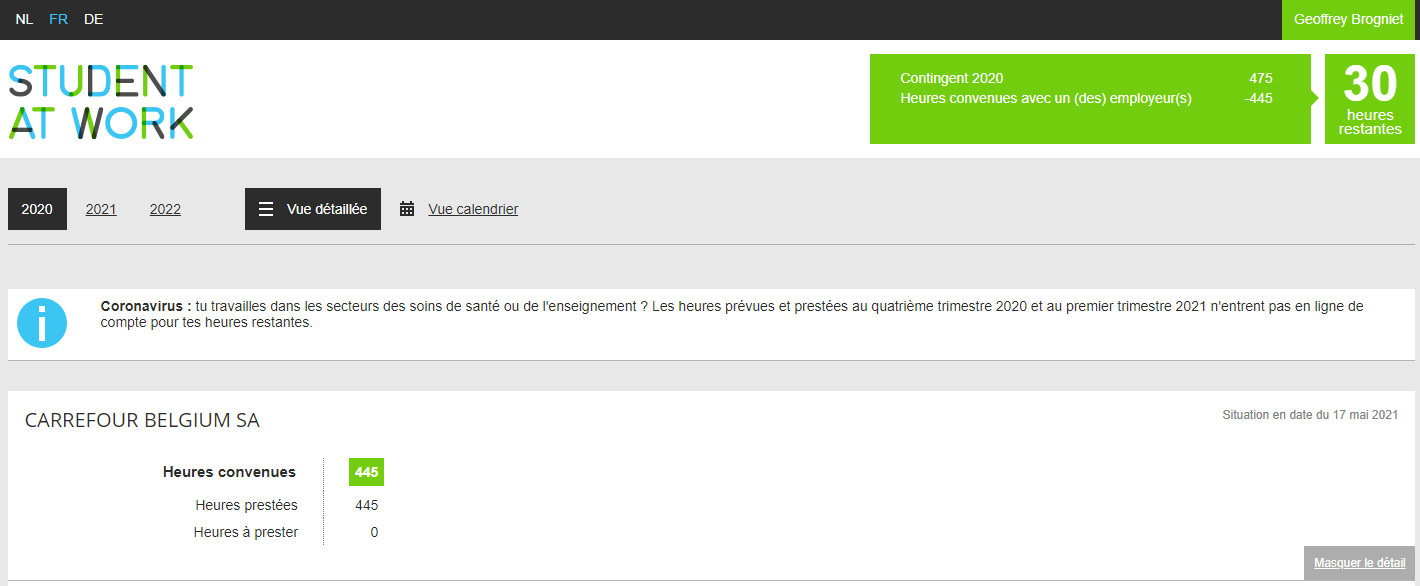 NL FR DE
Geoffrey Brogniet
STUDENT
AT WORK
Contingent 2020 475
Heures convenues avec un (des) employeur(s) -445
30
heures
restantes
2020 2021 2022 Vue détaillée Vue calendrier
Coronavirus : tu travailles dans les secteurs des soins de santé ou de l'enseignement ? Les heures prévues et prestées au quatrième trimestre 2020 et au premier trimestre 2021 n'entrent pas en ligne de
compte pour tes heures restantes.
CARREFOUR BELGIUM SA
Situation en date du 17 mai 2021
Heures convenues 445
Heures prestées 445
Heures à prester 0
Masquer le détail